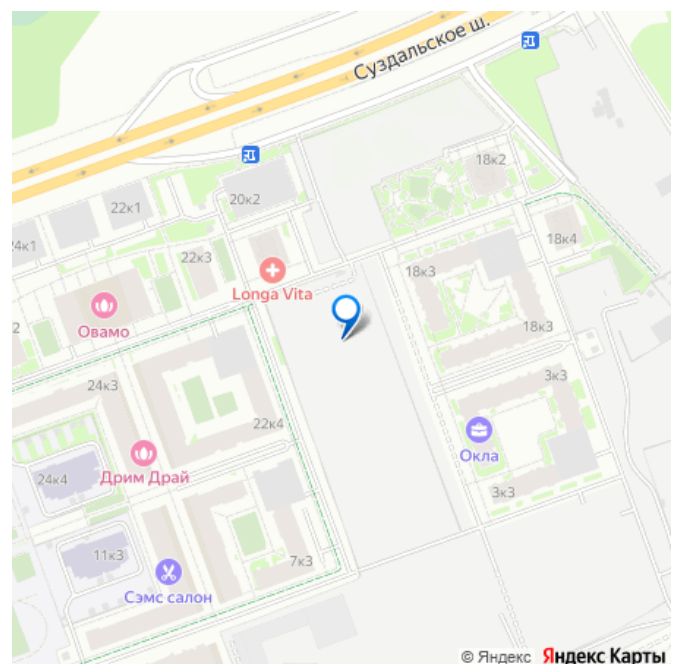 Суздальское ш.
18к2
20к2
22к1
24к1
22к3
18к4
18к3
Longa Vita
Овамо
2
18к3
24к3
3к3
22к4
Окла
Дрим Драй
24к4
3к3
11к3
7к3
Сэмс салон
© Яндекс Яндекс Карты